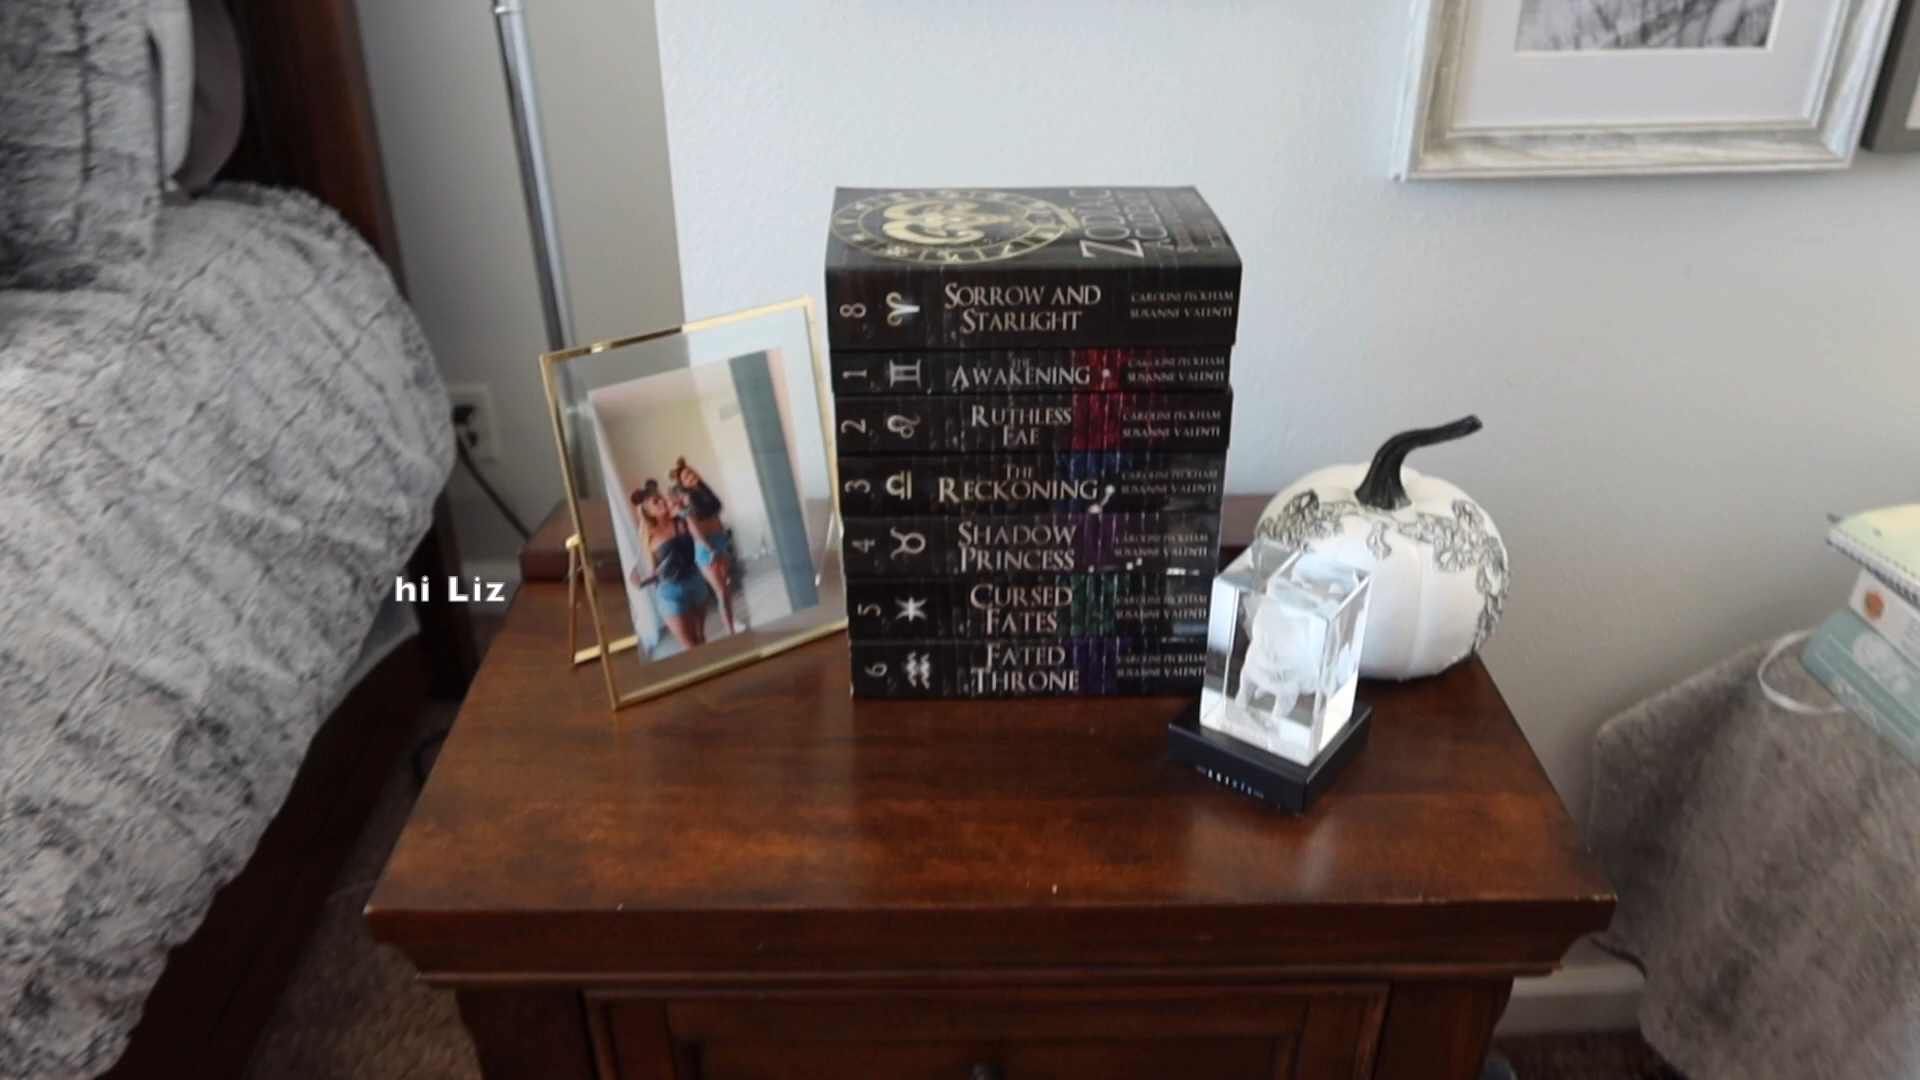 ZODIAC
ACADEMY
8
SORROW AND
STARLIGHT
CAROLINE PECKHAM
SUSANNE VALENTI
1
THE
AWAKENING
CAROLINE PECKHAM
SUSANNE VALENTI
2
RUTHLESS
FAE
CAROLINE PECKHAM
SUSANNE VALENTI
3
THE
RECKONING
CAROLINE PECKHAM
SUSANNE VALENTI
4
SHADOW
PRINCESS
CAROLINE PECKHAM
SUSANNE VALENTI
5
CURSED
FATES
CAROLINE PECKHAM
SUSANNE VALENTI
6
FATED
THRONE
CAROLINE PECKHAM
SUSANNE VALENTI
hi Liz